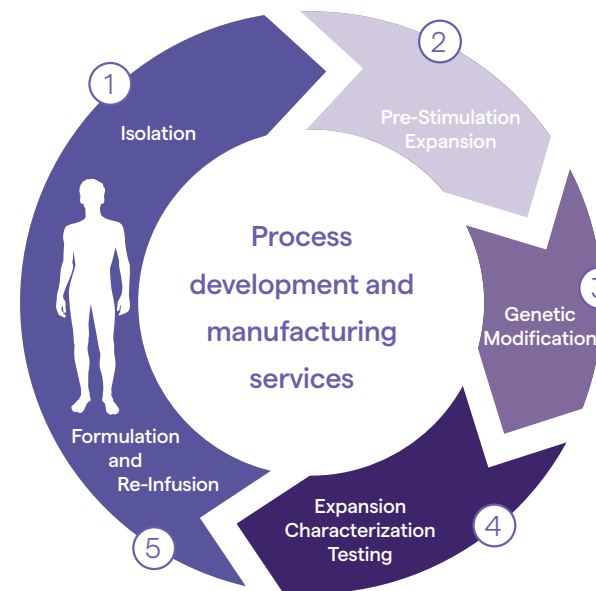 1
Isolation
2
Pre-Stimulation
Expansion
3
Genetic
Modification
4
Expansion
Characterization
Testing
5
Formulation
and
Re-Infusion
Process
development and
manufacturing
services